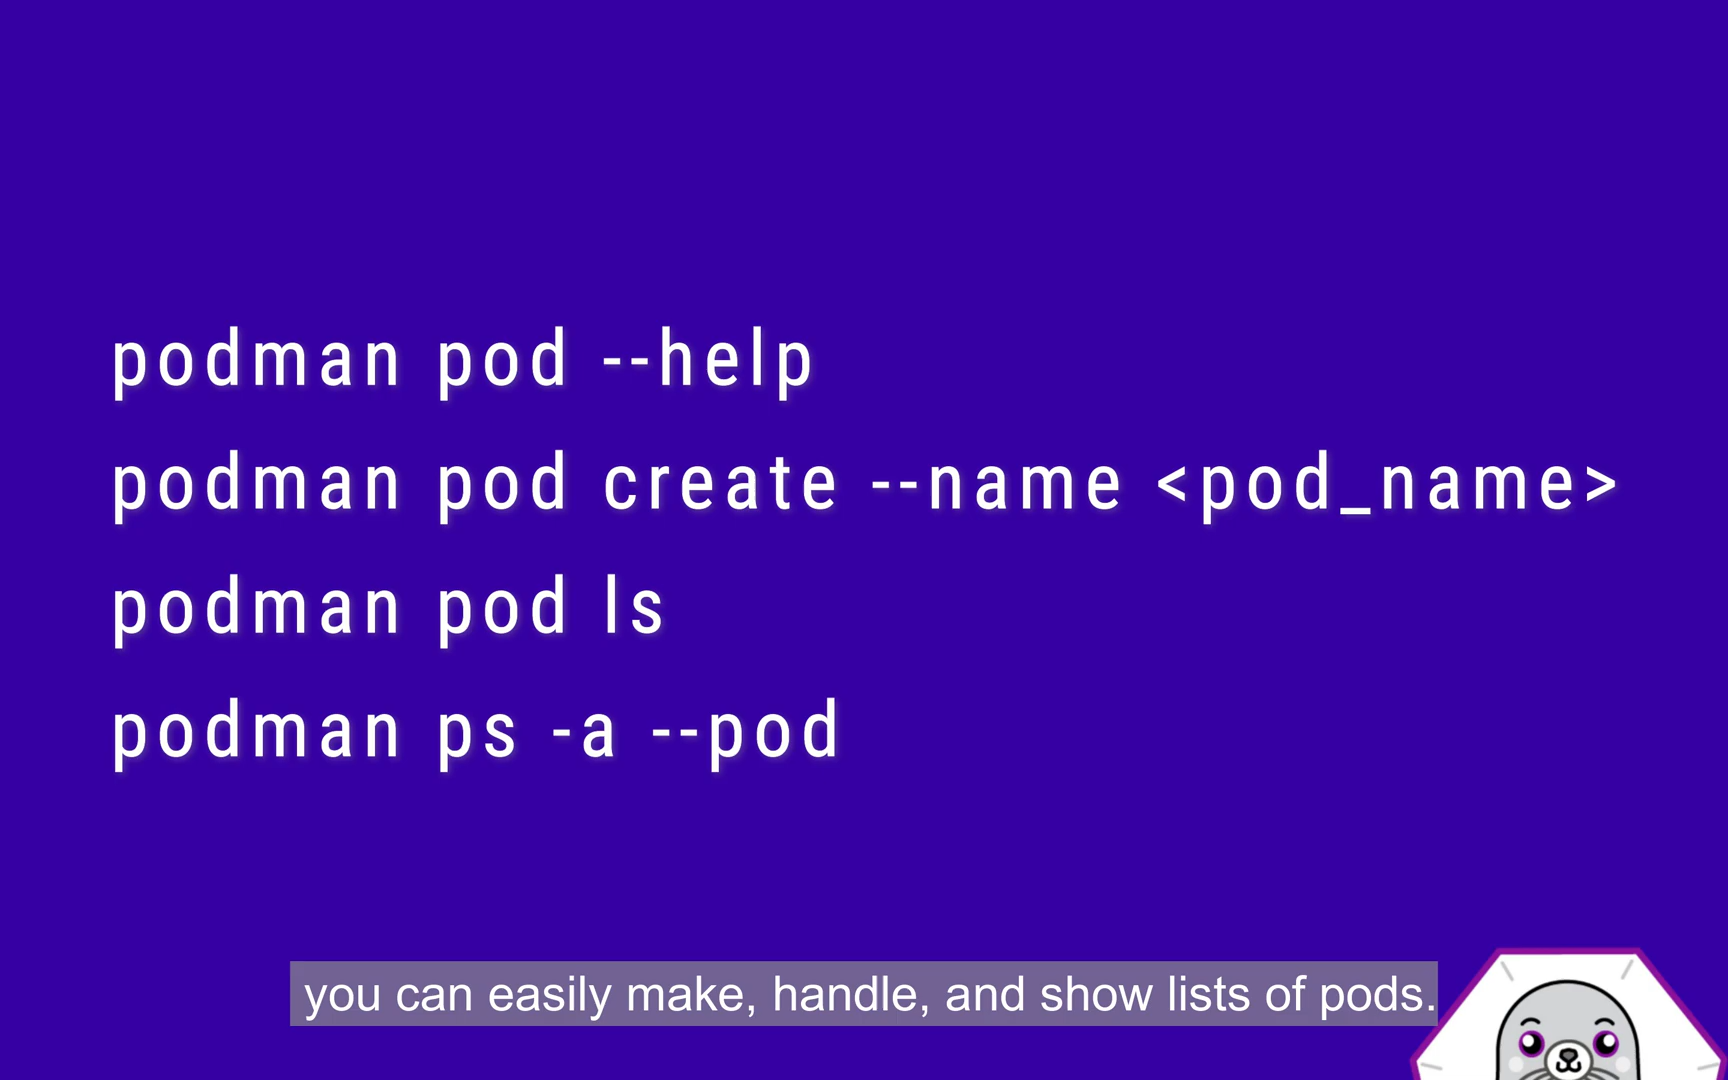 podman pod --help
podman pod create --name <pod_name>
podman pod ls
podman ps -a --pod
you can easily make, handle, and show lists of pods.